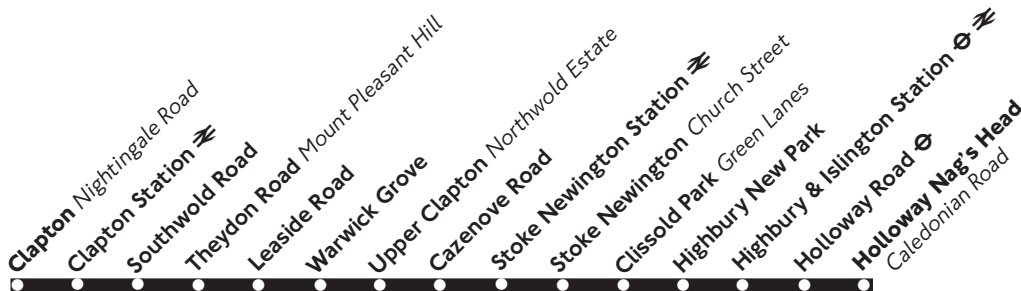 Clapton Nightingale Road
Clapton Station
Southwold Road
Theydon Road Mount Pleasant Hill
Leaside Road
Warwick Grove
Upper Clapton Northwold Estate
Cazenove Road
Stoke Newington Station
Stoke Newington Church Street
Clissold Park Green Lanes
Highbury New Park
Highbury & Islington Station
Holloway Road
Holloway Nag's Head
Caledonian Road